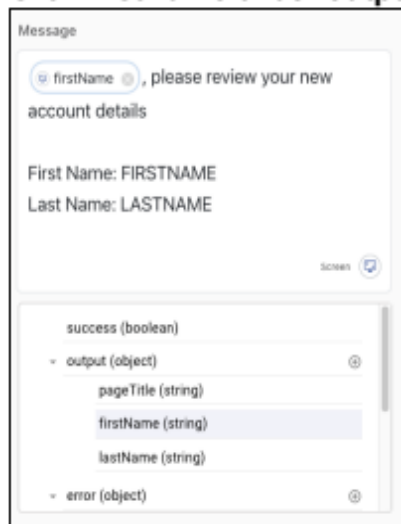 Message
firstName , please review your new
account details
First Name: FIRSTNAME
Last Name: LASTNAME
Screen
success (boolean)
output (object)
pageTitle (string)
firstName (string)
lastName (string)
error (object)